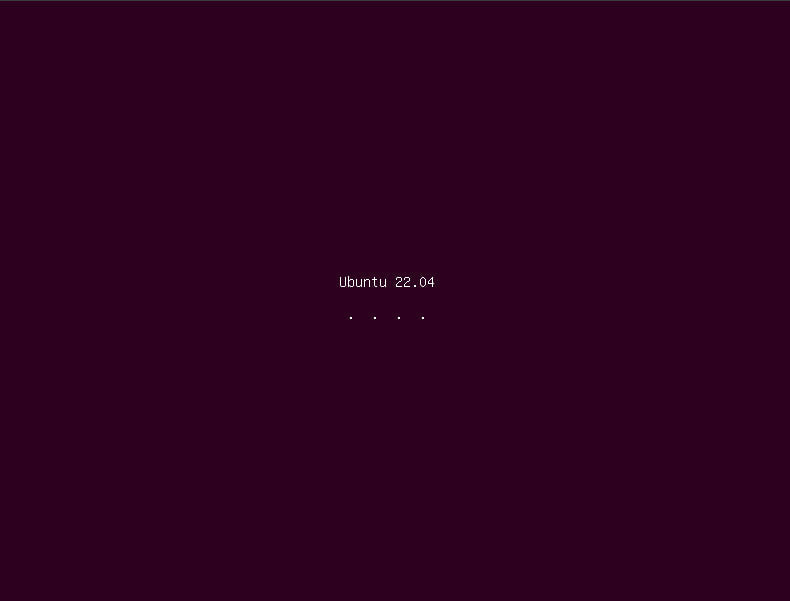 Ubuntu 22.04
. . . .